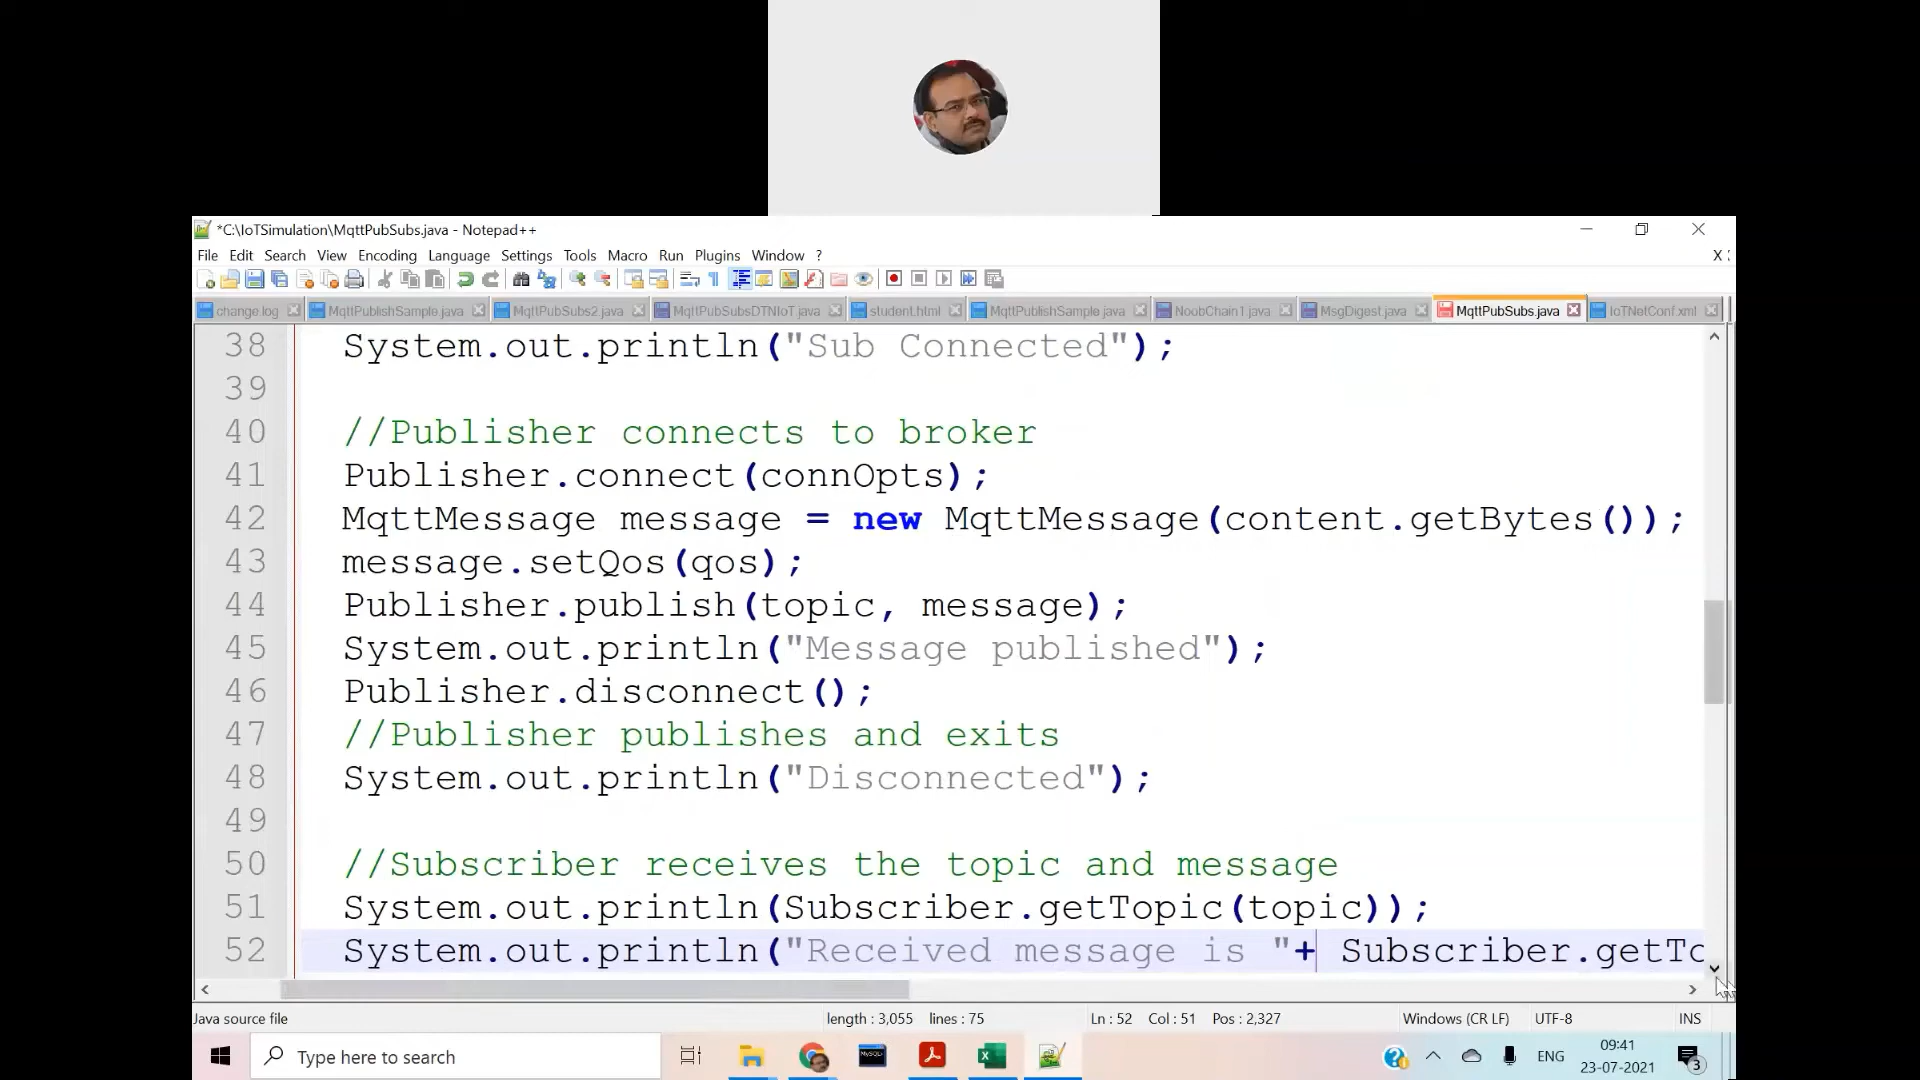 *C:\IoTSimulation\MqttPubSubs.java - Notepad++
File Edit Search View Encoding Language Settings Tools Macro Run Plugins Window ? X
change.log MqttPublishSample.java MqttPubSubs2.java MqttPubSubsDTNIoT.java student.html MqttPublishSample.java NoobChain1.java MsgDigest.java MqttPubSubs.java IoTNetConf.xml
38 System.out.println("Sub Connected");
39
40 //Publisher connects to broker
41 Publisher.connect(connOpts);
42 MqttMessage message = new MqttMessage(content.getBytes());
43 message.setQos(qos);
44 Publisher.publish(topic, message);
45 System.out.println("Message published");
46 Publisher.disconnect();
47 //Publisher publishes and exits
48 System.out.println("Disconnected");
49
50 //Subscriber receives the topic and message
51 System.out.println(Subscriber.getTopic(topic));
52 System.out.println("Received message is "+ Subscriber.getTo
Java source file length : 3,055 lines : 75 Ln : 52 Col : 51 Pos : 2,327 Windows (CR LF) UTF-8 INS
Type here to search MySQL ENG 09:41
23-07-2021 3